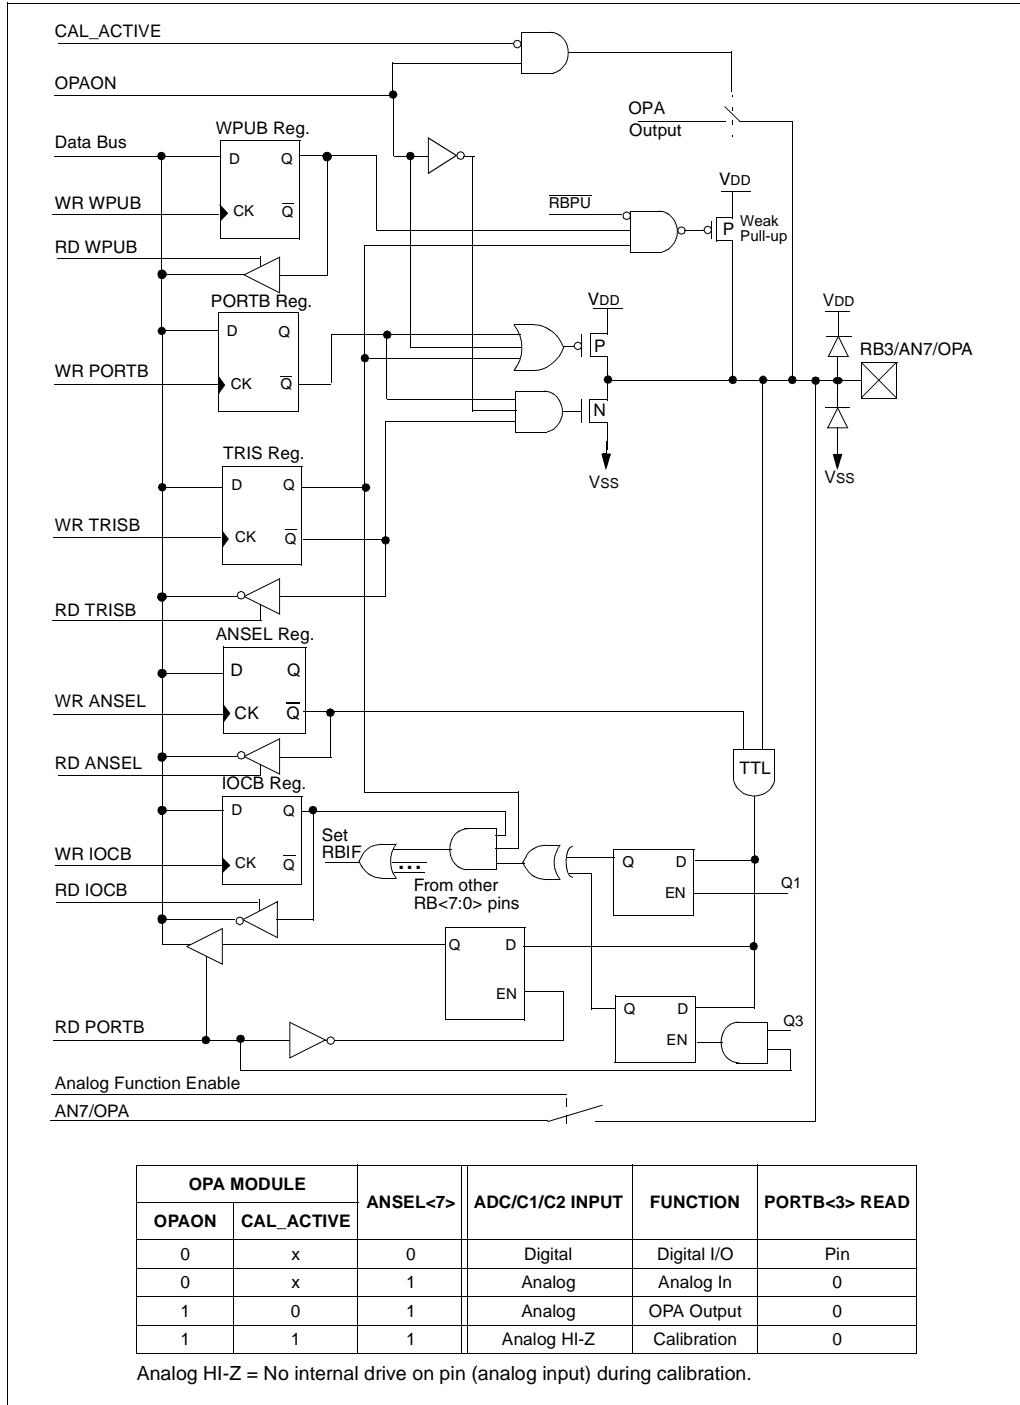 CAL_ACTIVE
OPAON
OPA
Output
WPUB Reg.
Data Bus
D Q
VDD
WR WPUB
CK Q
RBPU
P
Weak
Pull-up
RD WPUB
PORTB Reg.
VDD
VDD
D Q
P
RB3/AN7/OPA
WR PORTB
CK Q
N
TRIS Reg.
VSS
VSS
D Q
WR TRISB
CK Q
RD TRISB
ANSEL Reg.
D Q
WR ANSEL
CK Q
RD ANSEL
TTL
IOCB Reg.
D Q
Set
RBIF
WR IOCB
CK Q
...
From other
RB<7:0> pins
Q D
EN
Q1
RD IOCB
Q D
EN
Q D
EN
Q3
RD PORTB
Analog Function Enable
AN7/OPA
OPA MODULE ANSEL<7> ADC/C1/C2 INPUT FUNCTION PORTB<3> READ
OPAON CAL_ACTIVE
0 x 0 Digital Digital I/O Pin
0 x 1 Analog Analog In 0
1 0 1 Analog OPA Output 0
1 1 1 Analog HI-Z Calibration 0
Analog HI-Z = No internal drive on pin (analog input) during calibration.